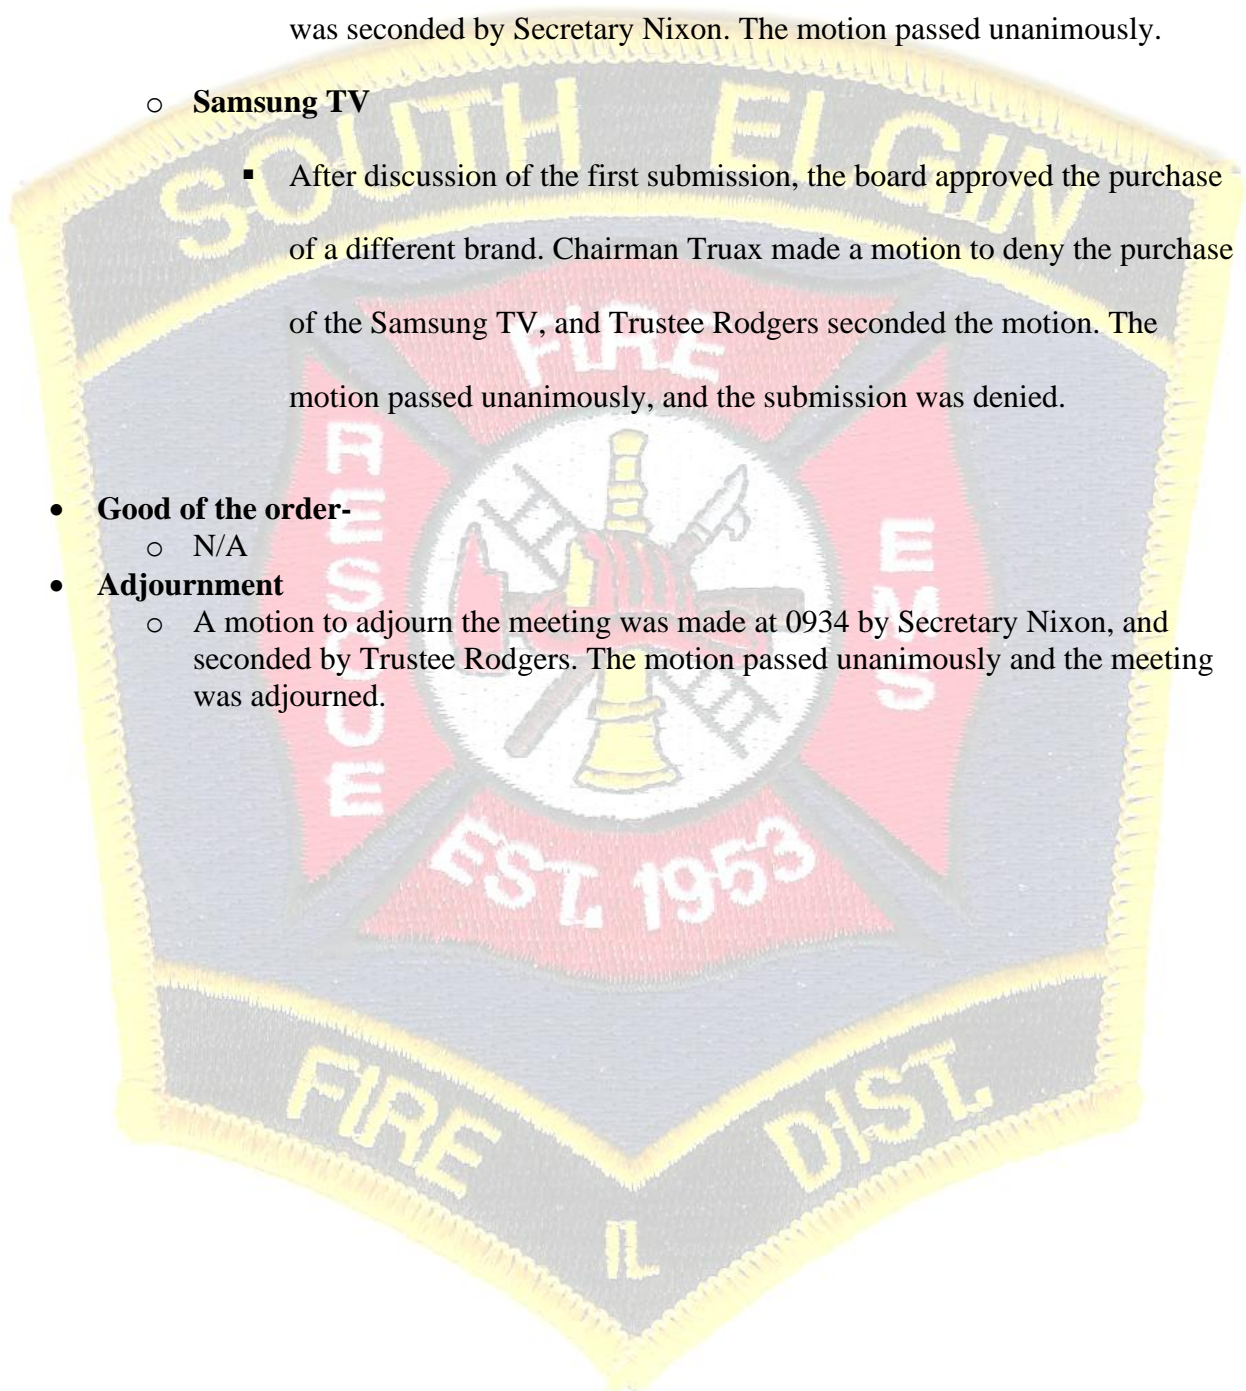 was seconded by Secretary Nixon. The motion passed unanimously.
o Samsung TV
▪ After discussion of the first submission, the board approved the purchase
of a different brand. Chairman Truax made a motion to deny the purchase
of the Samsung TV, and Trustee Rodgers seconded the motion. The
motion passed unanimously, and the submission was denied.
• Good of the order-
o N/A
• Adjournment
o A motion to adjourn the meeting was made at 0934 by Secretary Nixon, and
seconded by Trustee Rodgers. The motion passed unanimously and the meeting
was adjourned.
SOUTH ELGIN
FIRE
RESCUE
EMS
EST. 1953
FIRE DIST.
IL